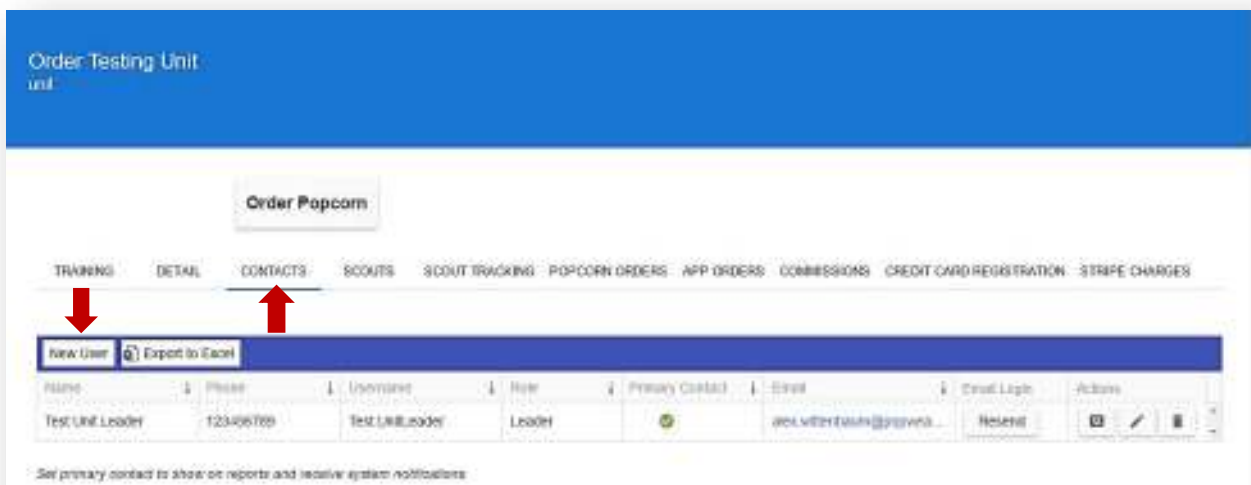 Order Testing Unit
unit
Order Popcorn
TRAINING DETAIL CONTACTS SCOUTS SCOUT TRACKING POPCORN ORDERS APP ORDERS COMMISSIONS CREDIT CARD REGISTRATION STRIPE CHARGES
New User Export to Excel
Name Phone Username Role Primary Contact Email Email Login Actions
Test Unit Leader 123456789 Test.UnitLeader Leader Resend
Set primary contact to show on reports and receive system notifications